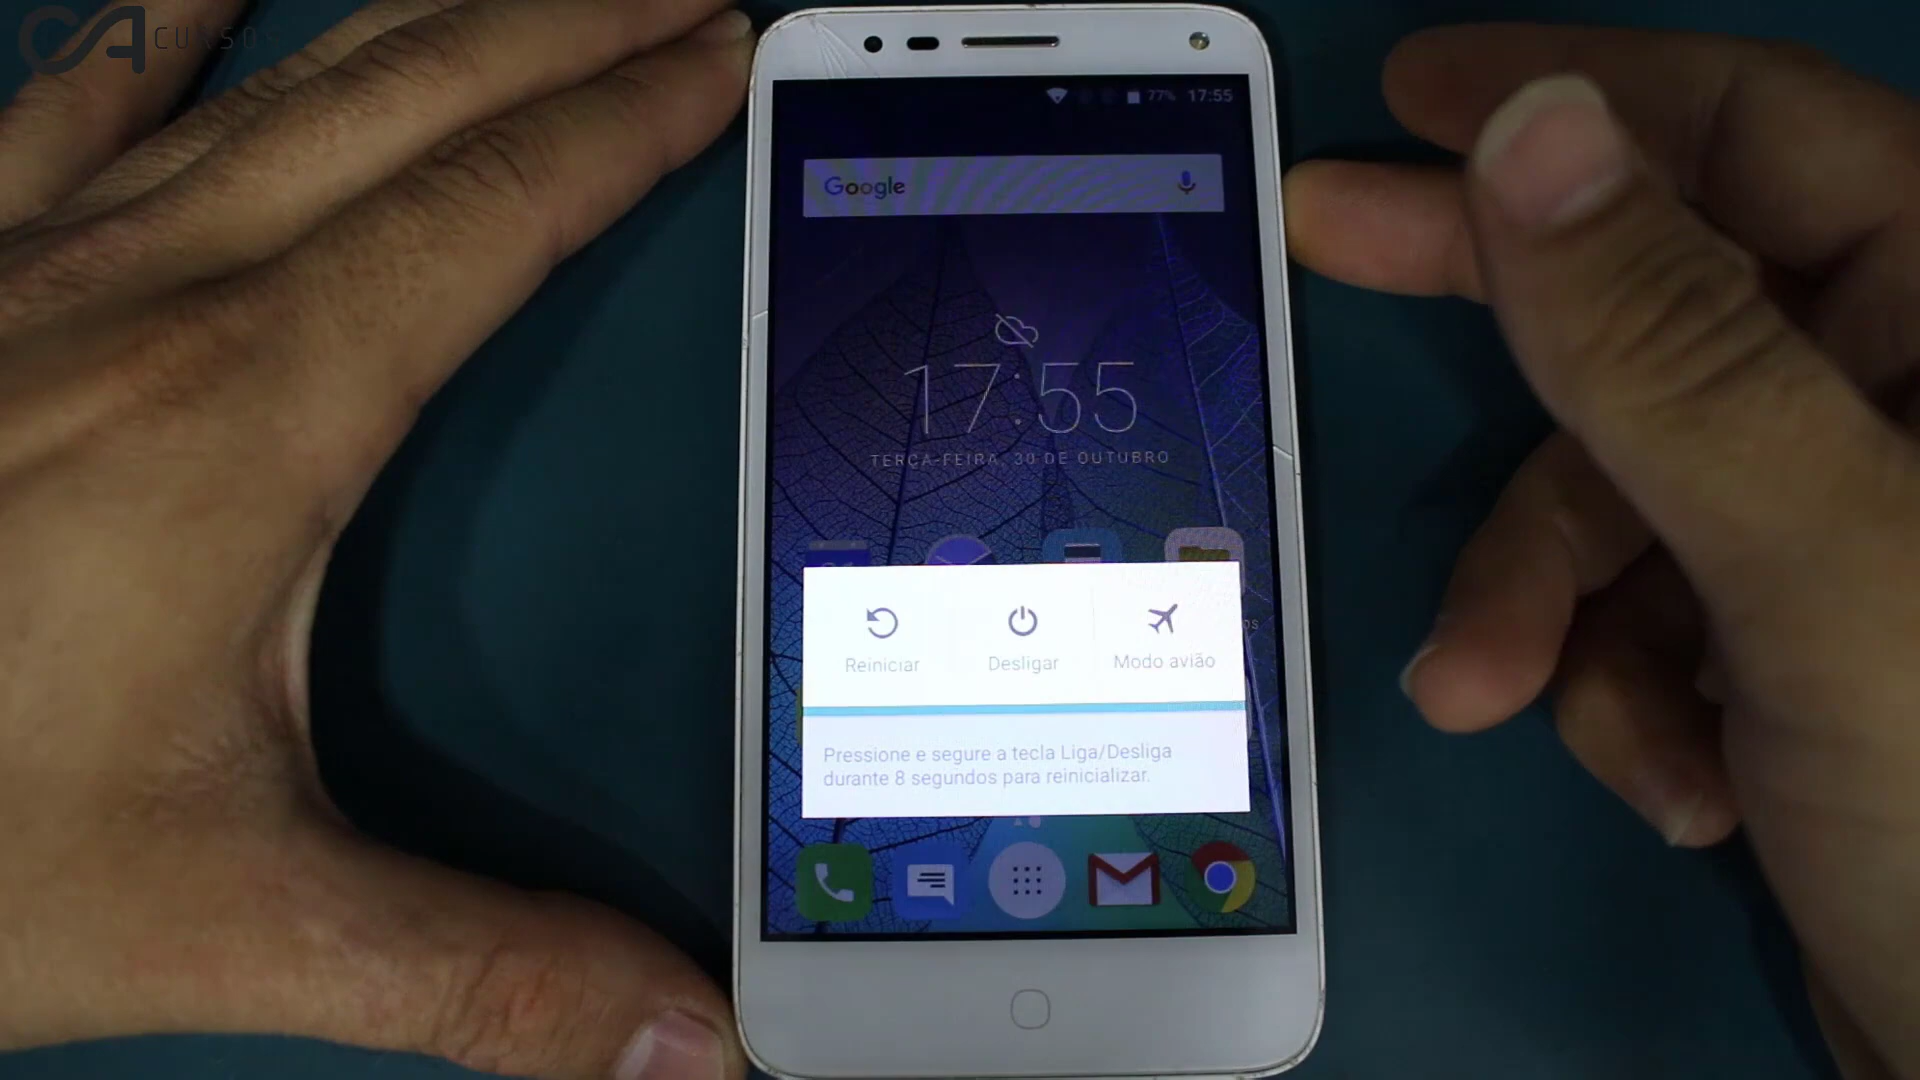 CURSOS
77% 17:55
Google
17:55
TERÇA-FEIRA, 30 DE OUTUBRO
Reiniciar
Desligar
Modo avião
Pressione e segure a tecla Liga/Desliga
durante 8 segundos para reinicializar.